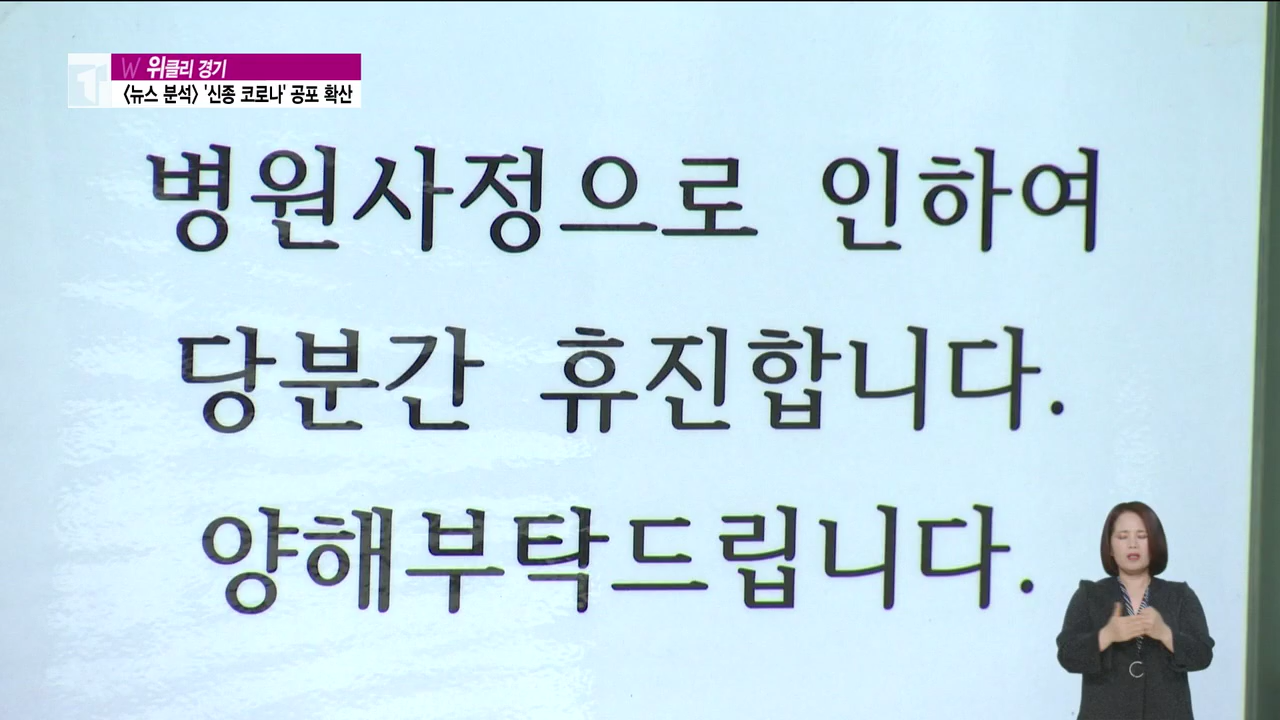 W 위클리 경기
<뉴스 분석> '신종 코로나' 공포 확산
병원사정으로 인하여
당분간 휴진합니다.
양해부탁드립니다.